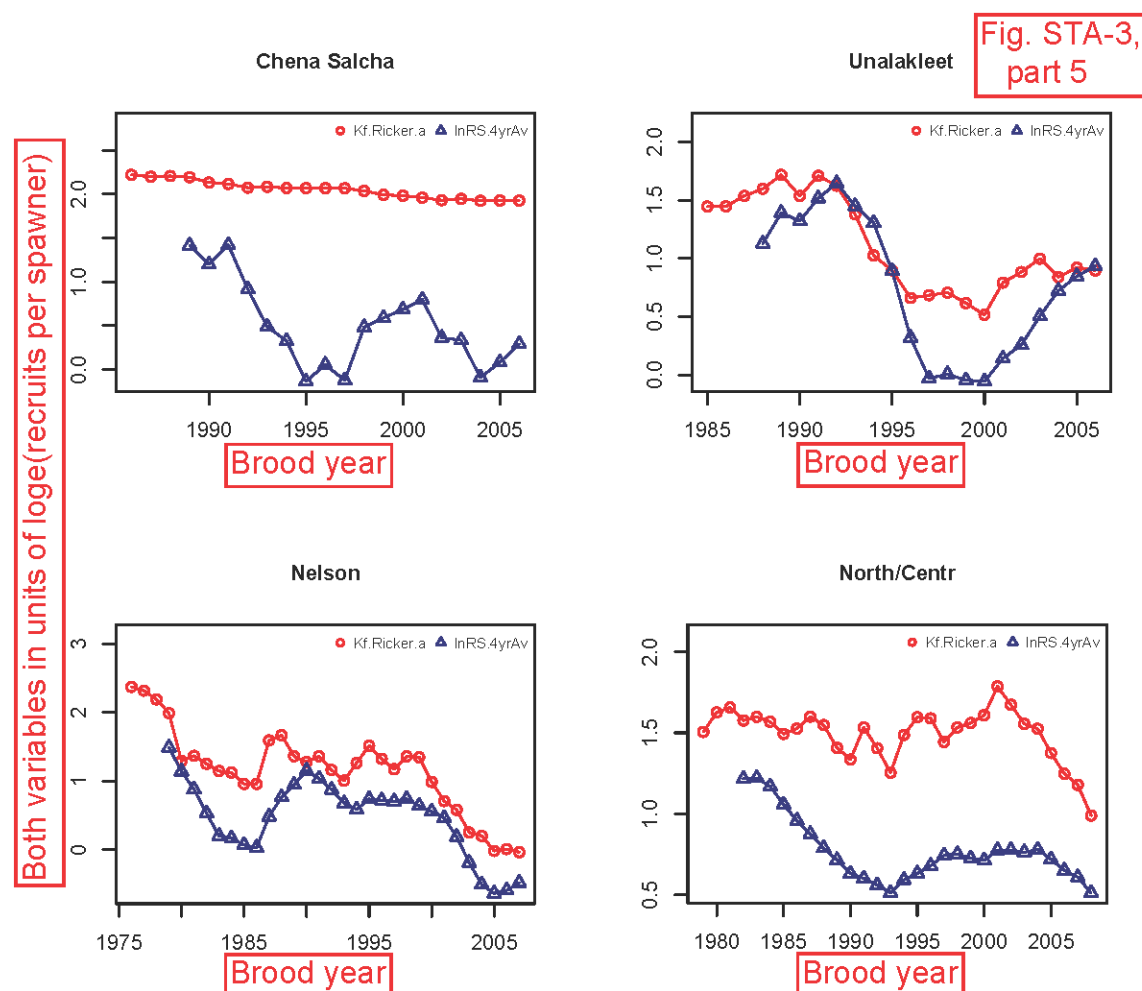 Fig. STA-3,
part 5
Both variables in units of loge(recruits per spawner)
Chena Salcha
Kf.Ricker.a lnRS.4yrAv
2.0
1.0
0.0
1990 1995 2000 2005
Brood year
Unalakleet
Kf.Ricker.a lnRS.4yrAv
2.0
1.5
1.0
0.5
0.0
1985 1990 1995 2000 2005
Brood year
Nelson
Kf.Ricker.a lnRS.4yrAv
3
2
1
0
1975 1985 1995 2005
Brood year
North/Centr
Kf.Ricker.a lnRS.4yrAv
2.0
1.5
1.0
0.5
1980 1985 1990 1995 2000 2005
Brood year